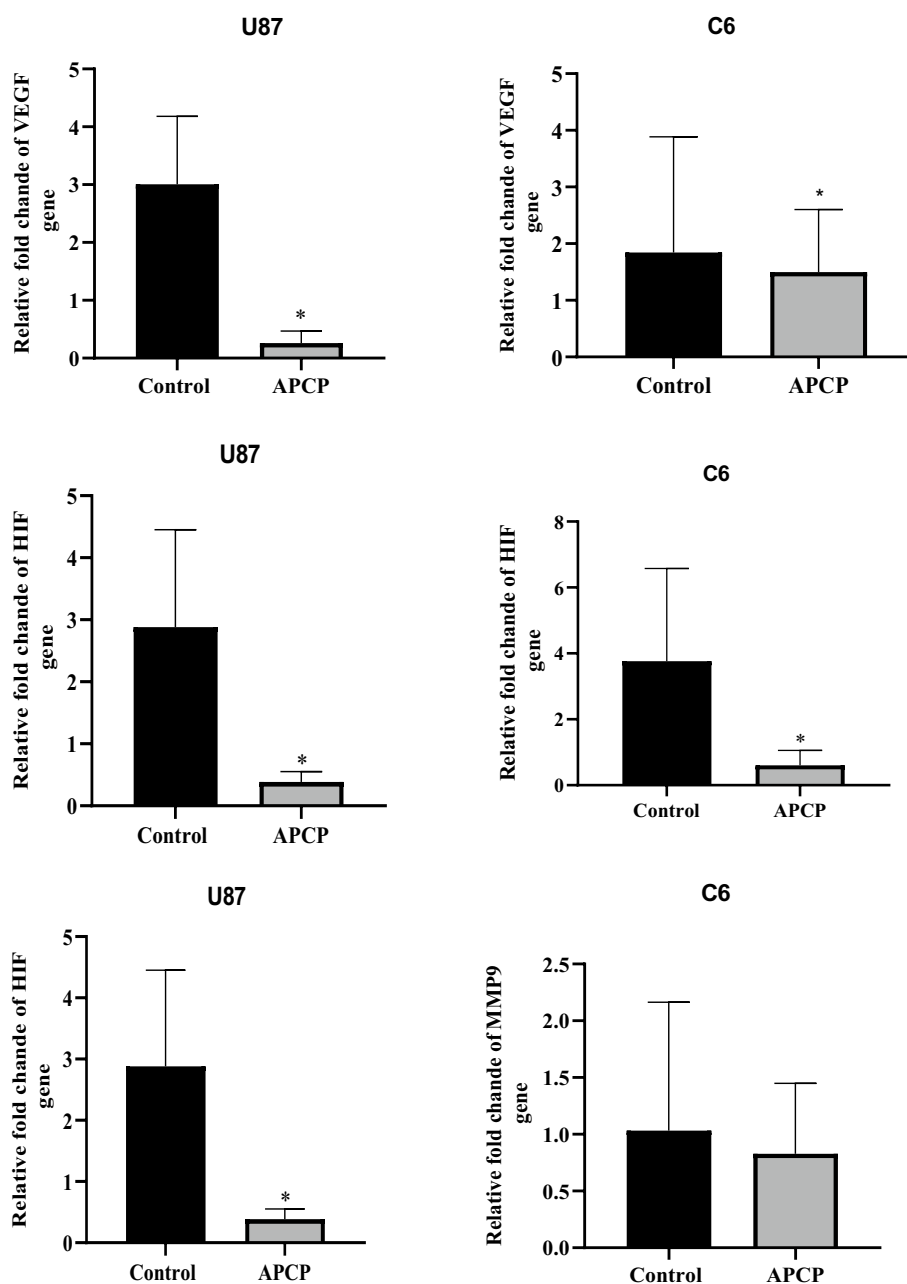 U87
Relative fold chande of VEGF
gene
5
4
3
2
1
0
*
Control
APCP
C6
Relative fold chande of VEGF
gene
5
4
3
2
1
0
*
Control
APCP
U87
Relative fold chande of HIF
gene
5
4
3
2
1
0
*
Control
APCP
C6
Relative fold chande of HIF
gene
8
6
4
2
0
*
Control
APCP
U87
Relative fold chande of HIF
gene
5
4
3
2
1
0
*
Control
APCP
C6
Relative fold chande of MMP9
gene
2.5
2.0
1.5
1.0
0.5
0.0
Control
APCP